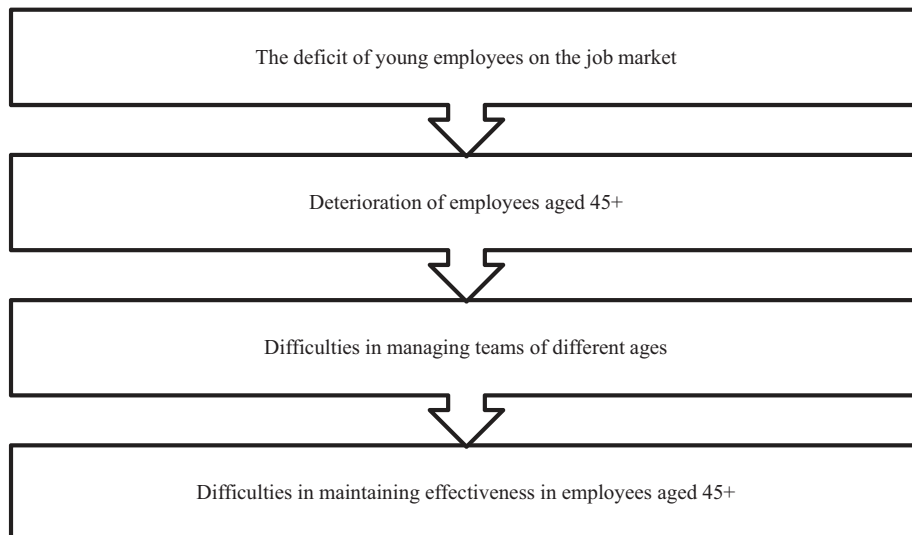 The deficit of young employees on the job market
Deterioration of employees aged 45+
Difficulties in managing teams of different ages
Difficulties in maintaining effectiveness in employees aged 45+